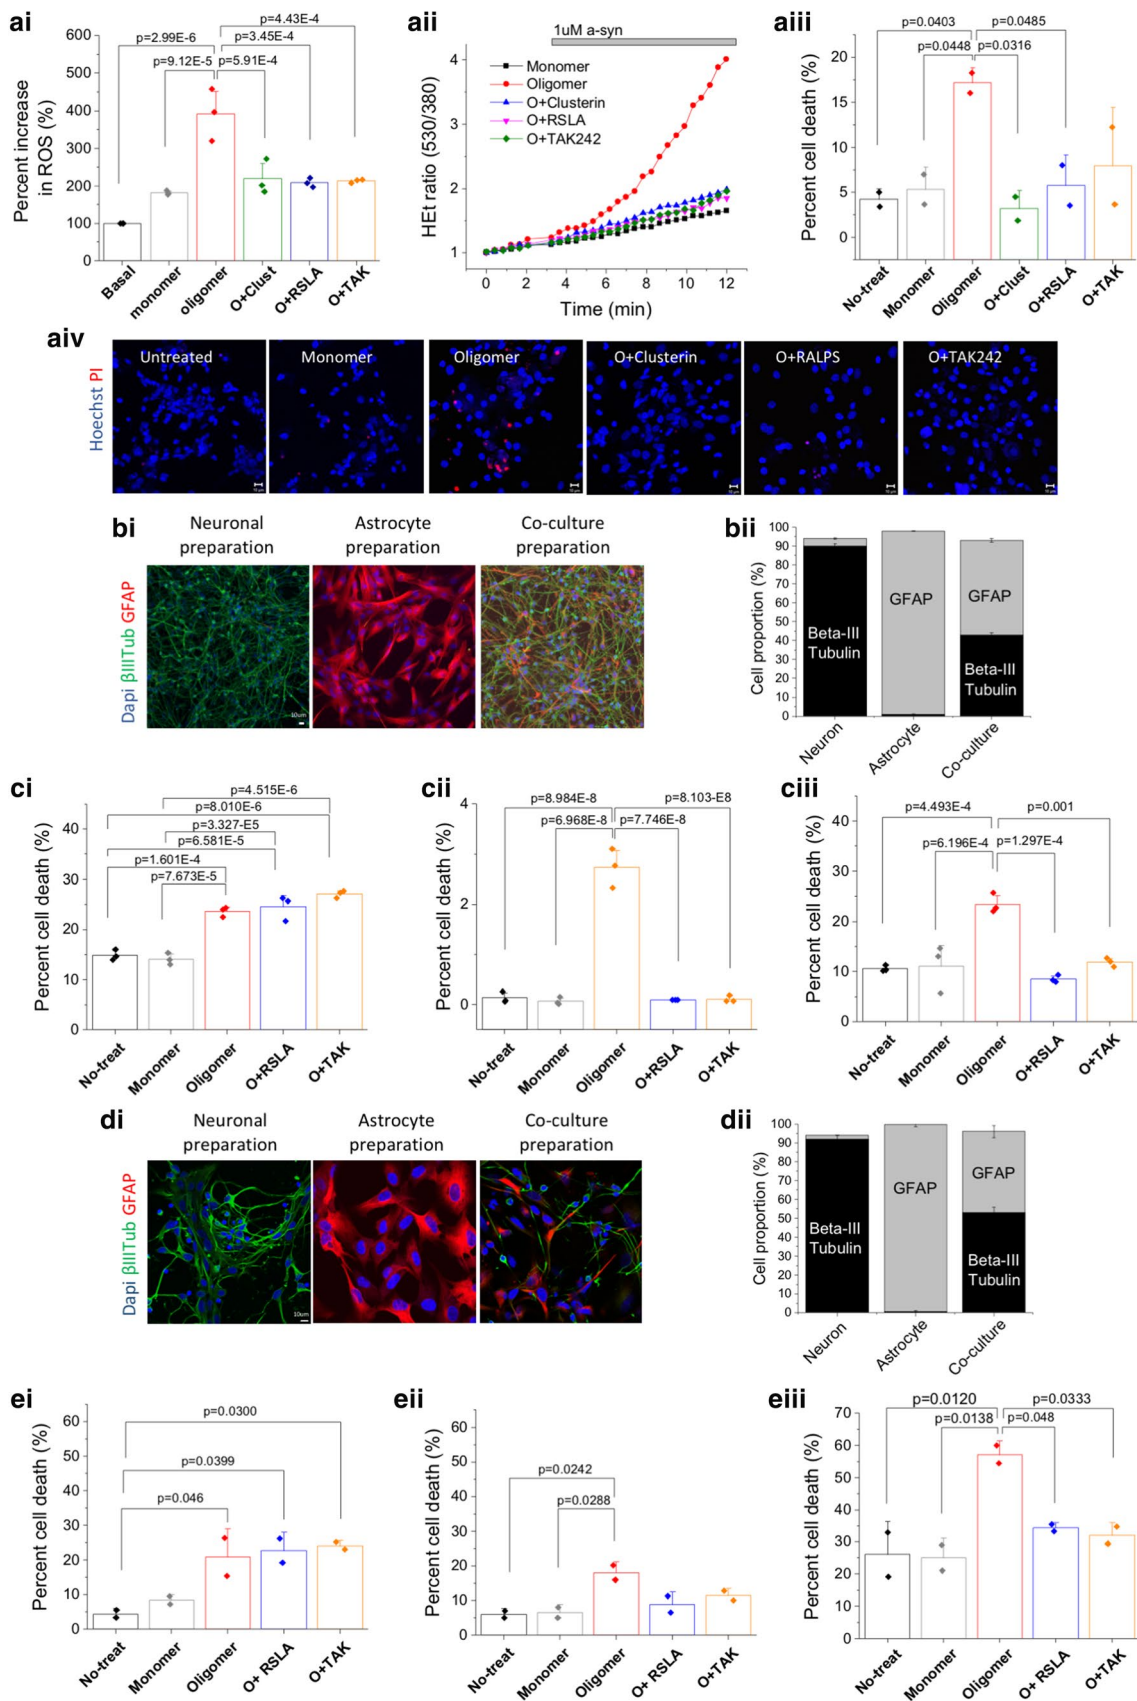 ai
p=4.43E-4
p=2.99E-6
p=3.45E-4
p=9.12E-5
p=5.91E-4
Percent increase
in ROS (%)
600
500
400
300
200
100
0
Basal
monomer
oligomer
O+Clust
O+RSLA
O+TAK
aii
1uM a-syn
Monomer
Oligomer
O+Clusterin
O+RSLA
O+TAK242
HEt ratio (530/380)
4
3
2
1
0 2 4 6 8 10 12
Time (min)
aiii
p=0.0403
p=0.0485
p=0.0448
p=0.0316
Percent cell death (%)
20
15
10
5
0
No-treat
Monomer
Oligomer
O+Clust
O+RSLA
O+TAK
aiv
Hoechst PI
Untreated
Monomer
Oligomer
O+Clusterin
O+RALPS
O+TAK242
10 µm
10 µm
10 µm
10 µm
10 µm
10 µm
bi
Neuronal
preparation
Astrocyte
preparation
Co-culture
preparation
Dapi βIIITub GFAP
10um
bii
Cell proportion (%)
100
90
80
70
60
50
40
30
20
10
0
Beta-III
Tubulin
GFAP
GFAP
Beta-III
Tubulin
Neuron
Astrocyte
Co-culture
ci
p=4.515E-6
p=8.010E-6
p=3.327-E5
p=6.581E-5
p=1.601E-4
p=7.673E-5
Percent cell death (%)
40
30
20
10
0
No-treat
Monomer
Oligomer
O+RSLA
O+TAK
cii
p=8.984E-8
p=8.103-E8
p=6.968E-8
p=7.746E-8
Percent cell death (%)
4
2
0
No-treat
Monomer
Oligomer
O+RSLA
O+TAK
ciii
p=4.493E-4
p=0.001
p=6.196E-4
p=1.297E-4
Percent cell death (%)
40
30
20
10
0
No-treat
Monomer
Oligomer
O+RSLA
O+TAK
di
Neuronal
preparation
Astrocyte
preparation
Co-culture
preparation
Dapi βIIITub GFAP
10um
dii
Cell proportion (%)
100
90
80
70
60
50
40
30
20
10
0
Beta-III
Tubulin
GFAP
GFAP
Beta-III
Tubulin
Neuron
Astrocyte
Co-culture
ei
p=0.0300
p=0.0399
p=0.046
Percent cell death (%)
60
50
40
30
20
10
0
No-treat
Monomer
Oligomer
O+ RSLA
O+TAK
eii
p=0.0242
p=0.0288
Percent cell death (%)
60
50
40
30
20
10
0
No-treat
Monomer
Oligomer
O+ RSLA
O+TAK
eiii
p=0.0120
p=0.0333
p=0.0138
p=0.048
Percent cell death (%)
70
60
50
40
30
20
10
0
No-treat
Monomer
Oligomer
O+ RSLA
O+TAK